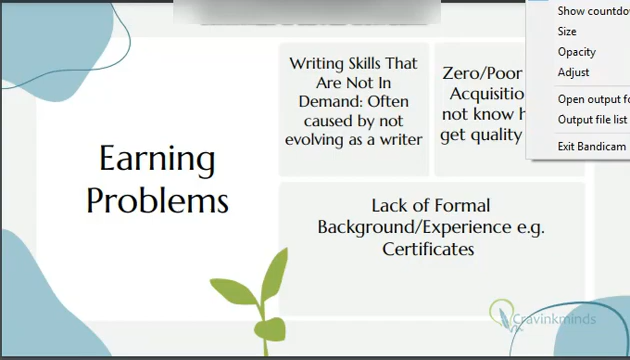 Earning
Problems
Writing Skills That
Are Not In
Demand: Often
caused by not
evolving as a writer
Zero/Poor
Acquisitio
not know h
get quality
Lack of Formal
Background/Experience e.g.
Certificates
Cravinkminds
Show countdo
Size
Opacity
Adjust
Open output fo
Output file list
Exit Bandicam